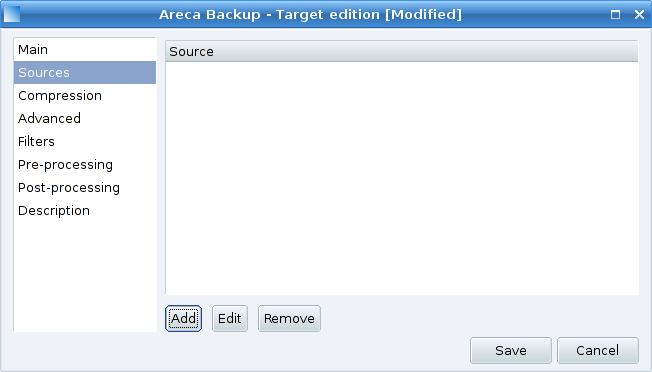 Areca Backup - Target edition [Modified]
Main
Sources
Compression
Advanced
Filters
Pre-processing
Post-processing
Description
Source
Add Edit Remove
Save Cancel